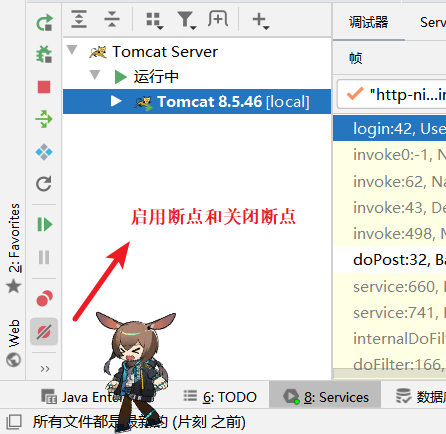 调试器
Serv
Tomcat Server
帧
运行中
"http-ni...in
Tomcat 8.5.46 [local]
login:42, Use
invoke0:-1, N
invoke:62, Na
invoke:43, De
启用断点和关闭断点
invoke:498, M
2: Favorites
doPost:32, Ba
service:660, H
service:741, H
internalDoFilt
Web
doFilter:166,
Java Enter
6: TODO
8: Services
数据库
所有文件都是最新的 (片刻 之前)